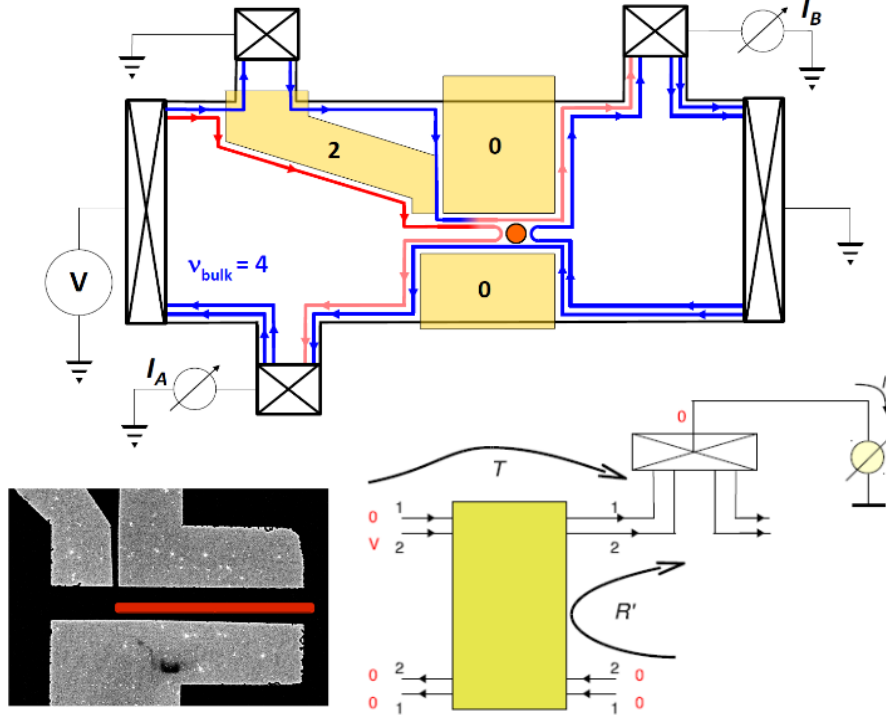 I_B
2
0
V
ν_bulk = 4
0
I_A
0
I
T
0 1 1
V 2 2
R'
0 2 2 0
0 1 1 0